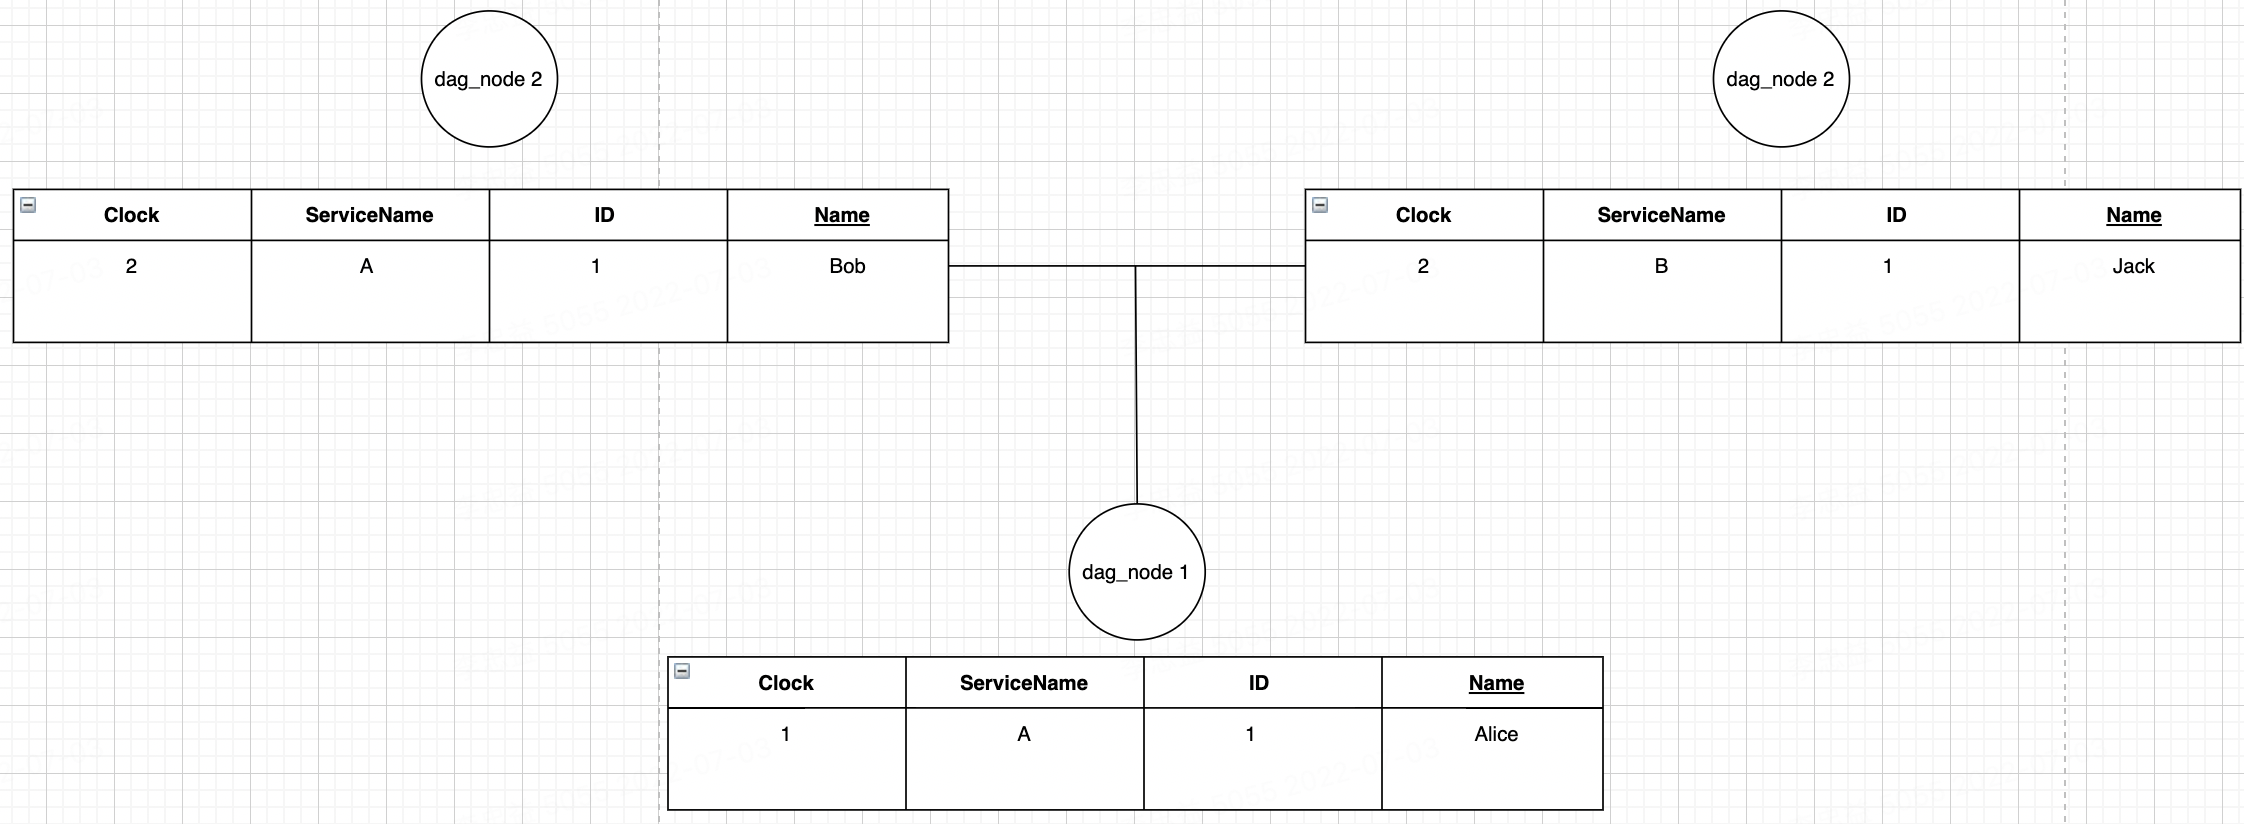 dag_node 2
dag_node 2
Clock ServiceName ID Name
2 A 1 Bob
Clock ServiceName ID Name
2 B 1 Jack
dag_node 1
Clock ServiceName ID Name
1 A 1 Alice